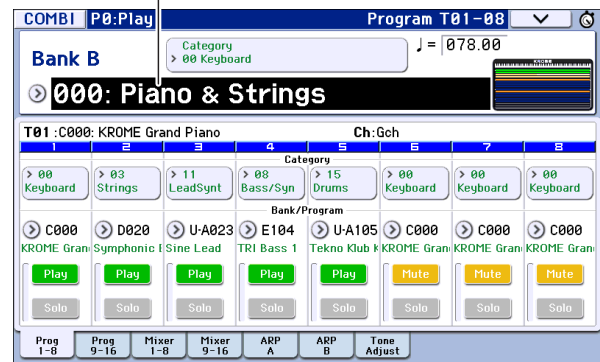 COMBI P0:Play Program T01-08
Bank B
Category
> 00 Keyboard
♩= 078.00
KROME
000: Piano & Strings
T01 :C000: KROME Grand Piano Ch:Gch
1 2 3 4 5 6 7 8
Category
> 00 > 03 > 11 > 08 > 15 > 00 > 00 > 00
Keyboard Strings LeadSynt Bass/Syn Drums Keyboard Keyboard Keyboard
Bank/Program
C000 D020 U-A023 E104 U-A105 C000 C000 C000
KROME Gran Symphonic Sine Lead TRI Bass 1 Tekno Klub KROME Gran KROME Gran KROME Gran
Play Play Play Play Play Mute Mute Mute
Solo Solo Solo Solo Solo Solo Solo Solo
Prog Prog Mixer Mixer ARP ARP Tone
1-8 9-16 1-8 9-16 A B Adjust